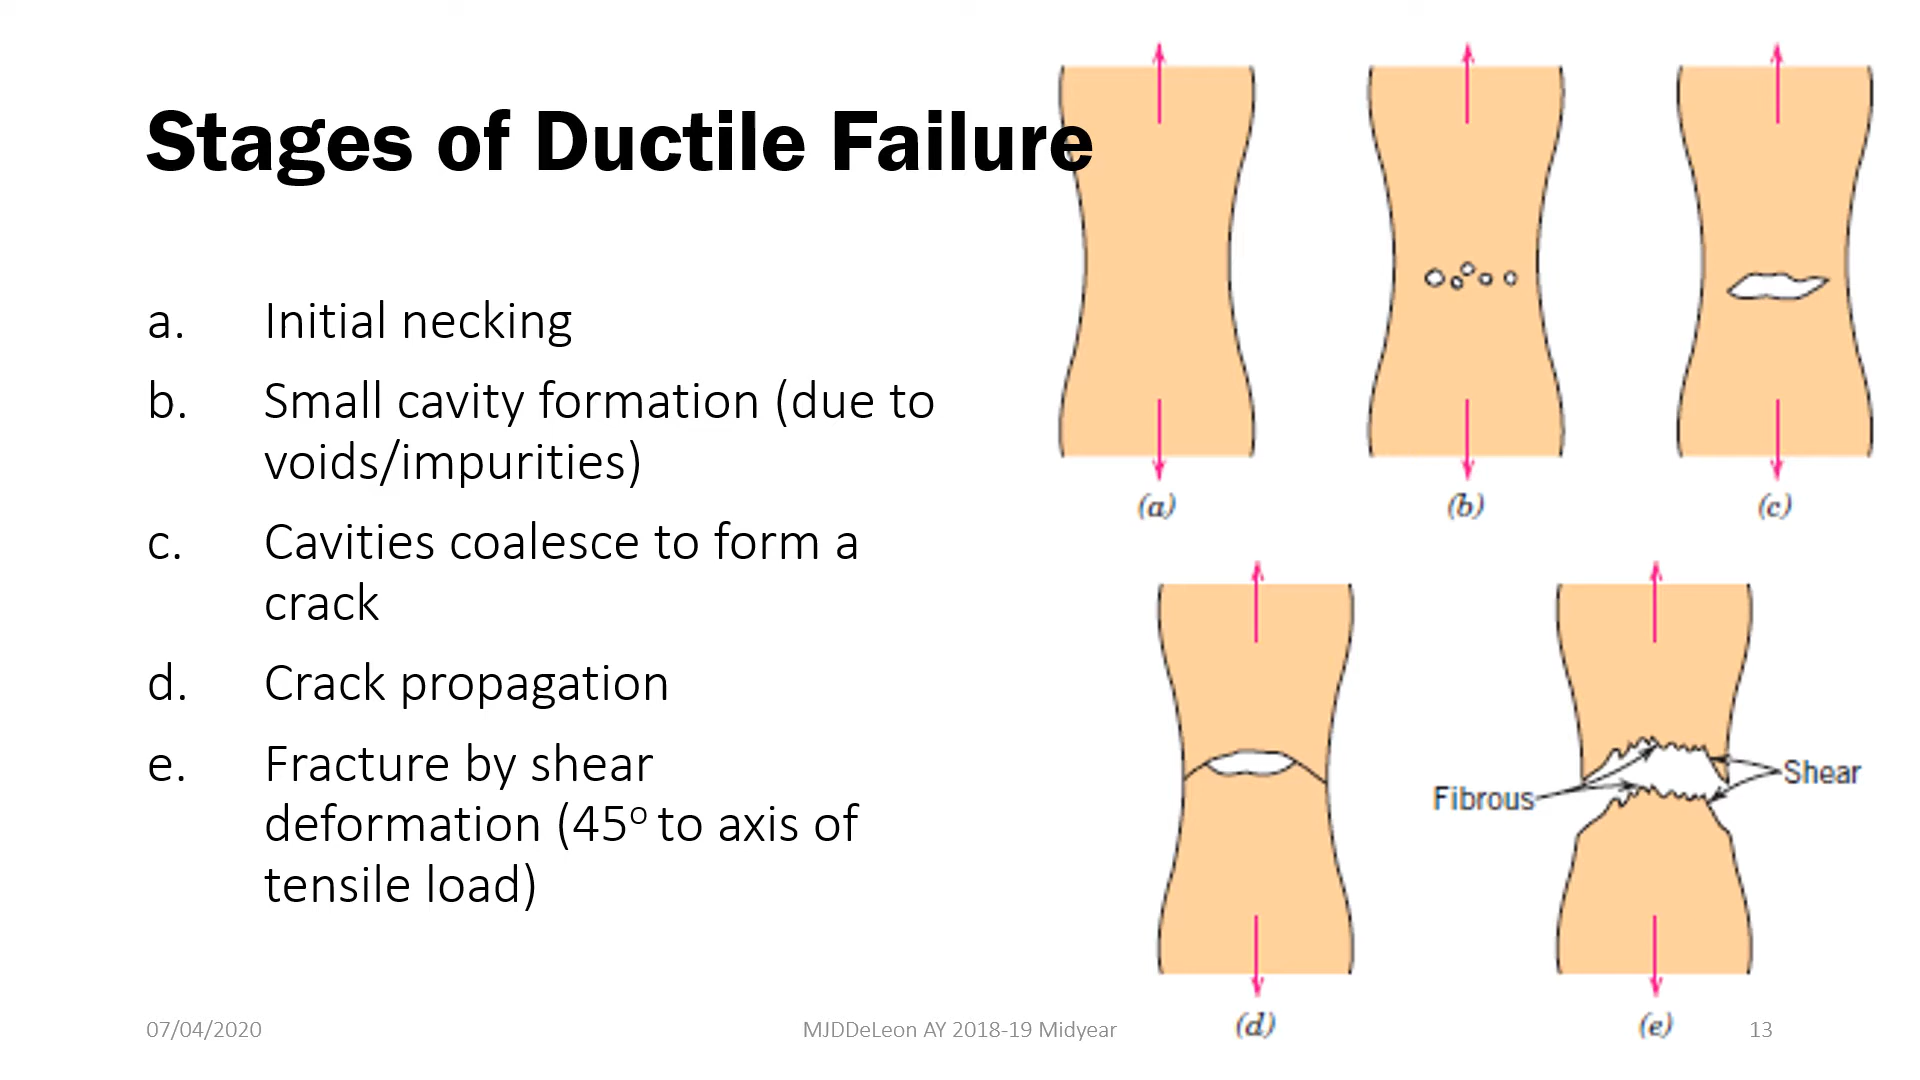 Stages of Ductile Failure
a. Initial necking
b. Small cavity formation (due to
voids/impurities)
c. Cavities coalesce to form a
crack
d. Crack propagation
e. Fracture by shear
deformation (45º to axis of
tensile load)
(a)
(b)
(c)
Fibrous
Shear
(d)
(e)
07/04/2020
MJDDeLeon AY 2018-19 Midyear
13